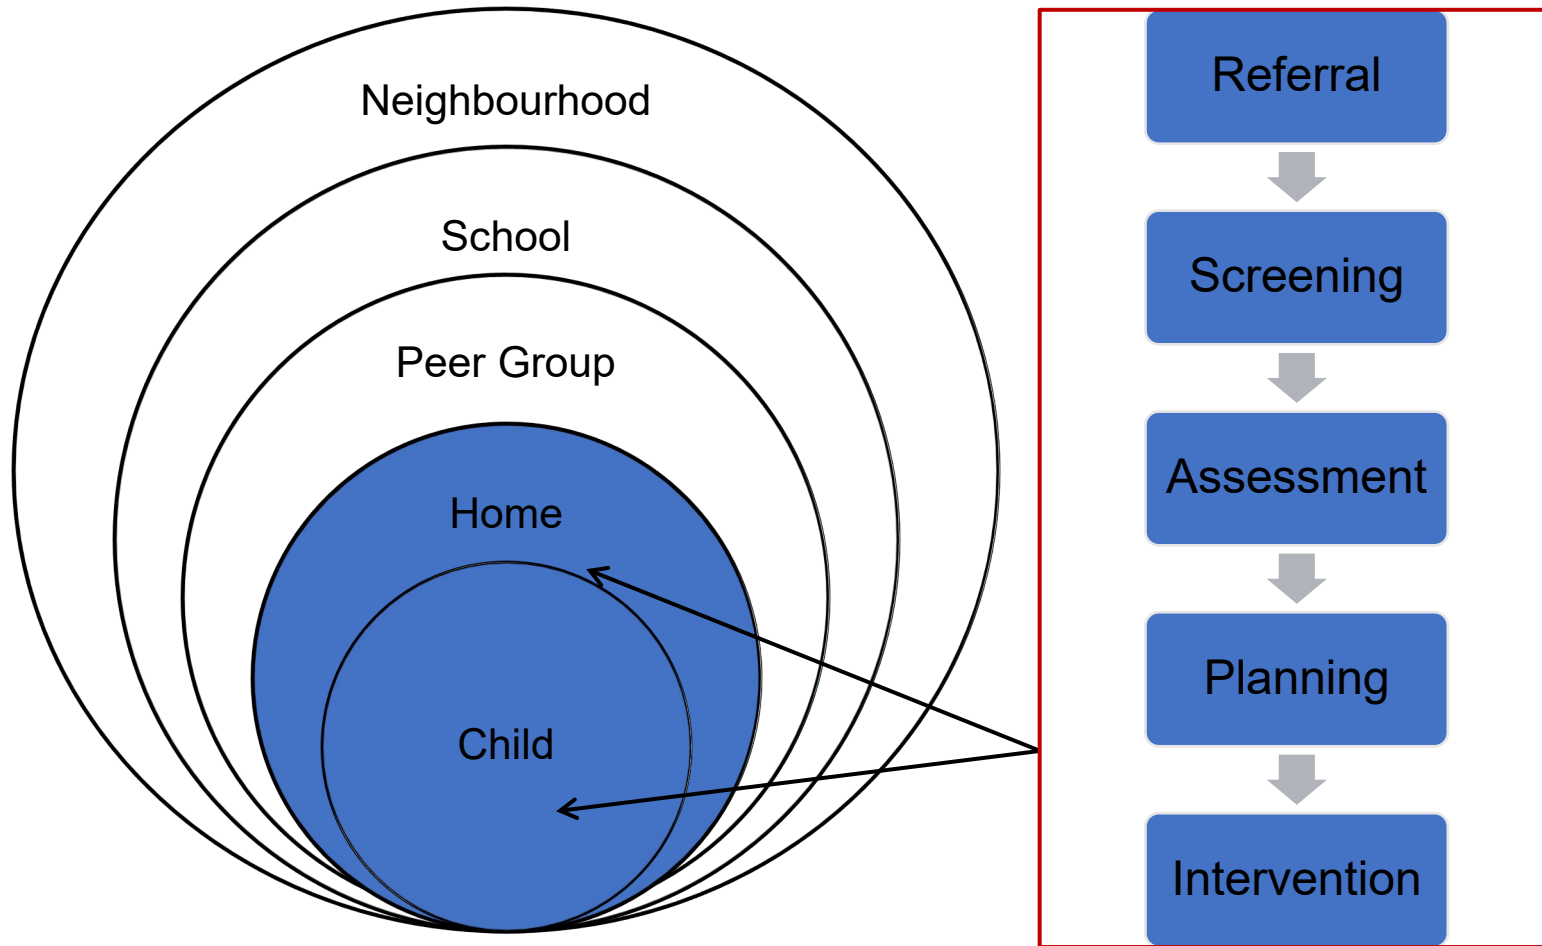 Neighbourhood
School
Peer Group
Home
Child
Referral
Screening
Assessment
Planning
Intervention